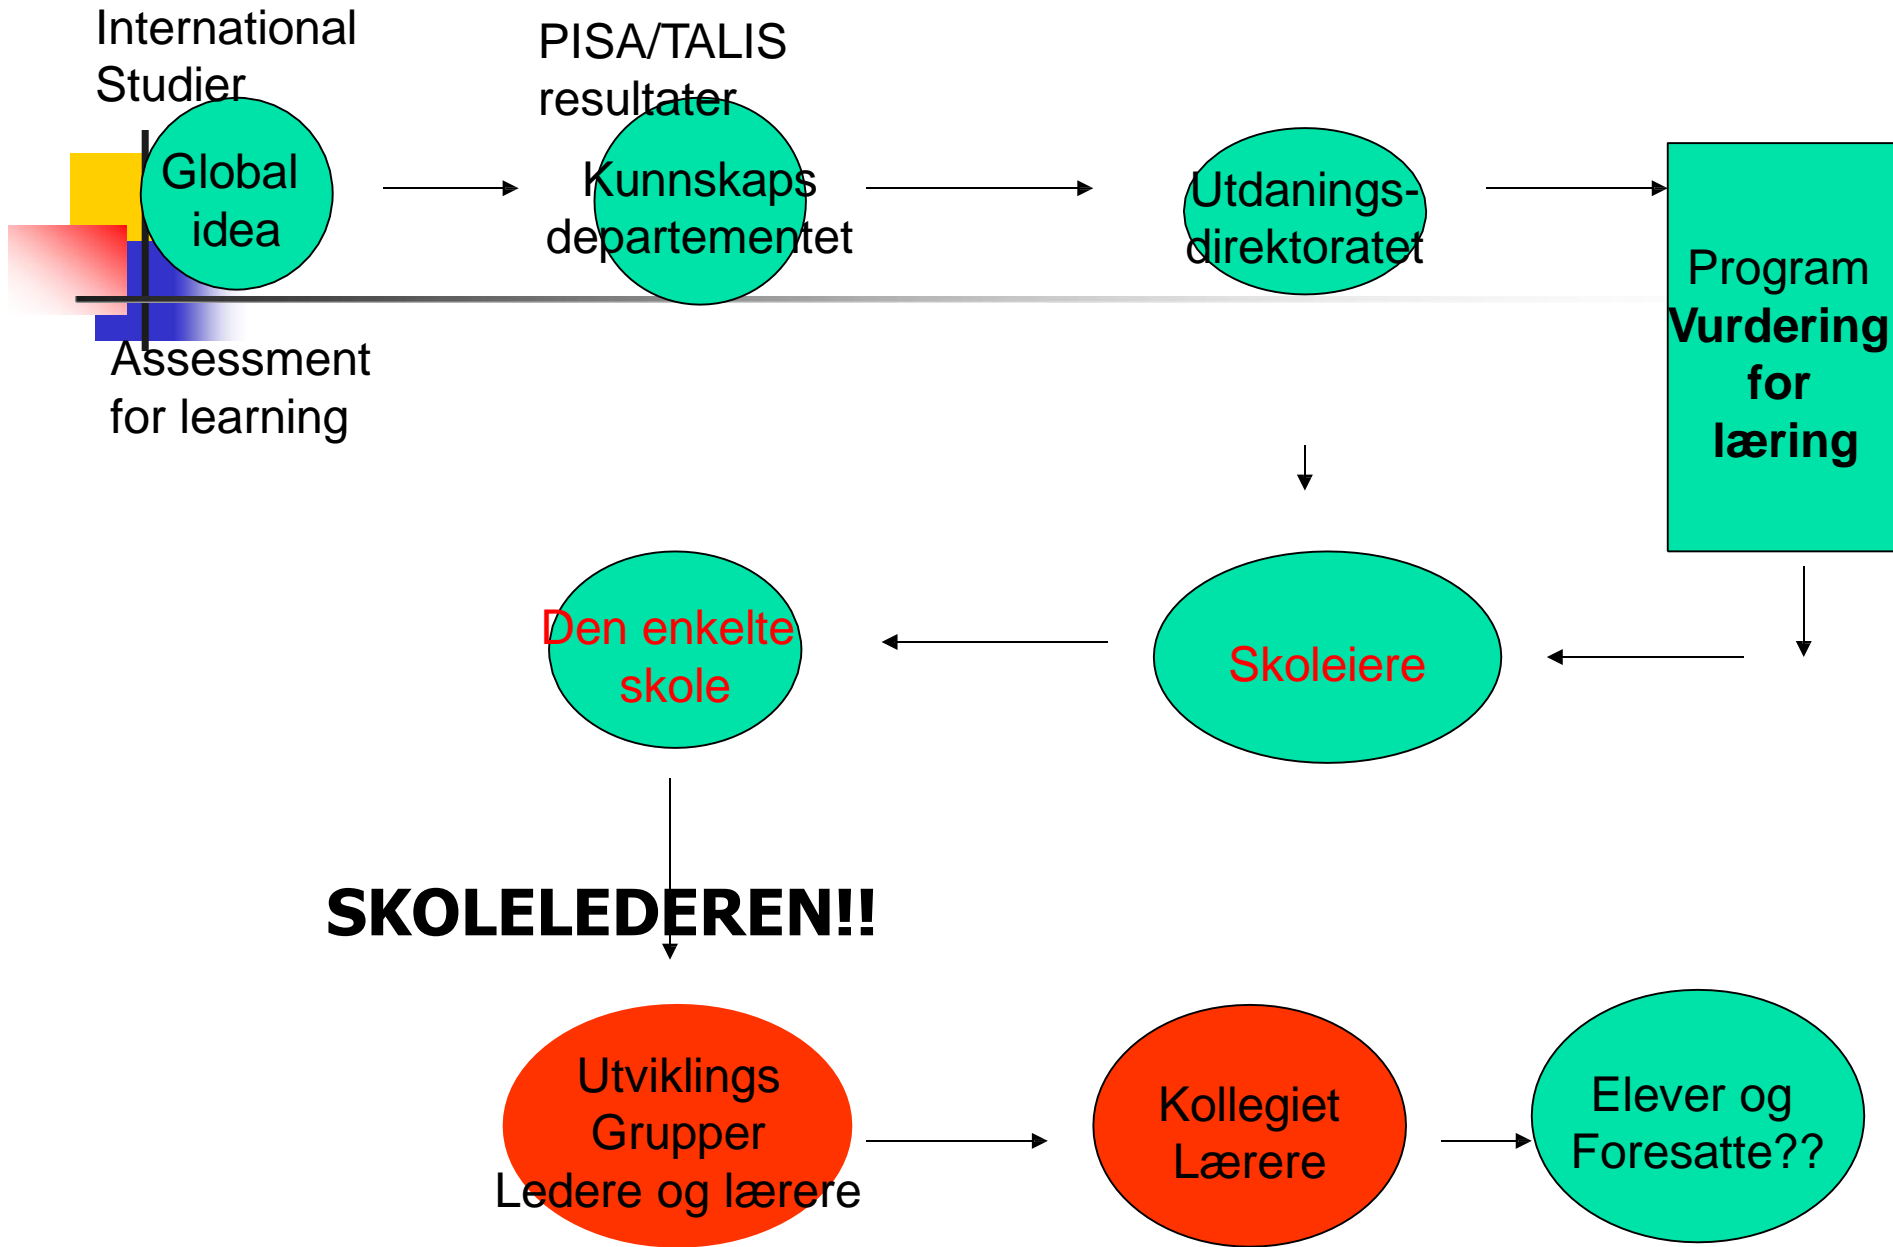 International
Studier
PISA/TALIS
resultater
Global
idea
Kunnskaps
departementet
Utdanings-
direktoratet
Program
Vurdering
for
læring
Assessment
for learning
Den enkelte
skole
Skoleiere
SKOLELEDEREN!!
Utviklings
Grupper
Ledere og lærere
Kollegiet
Lærere
Elever og
Foresatte??